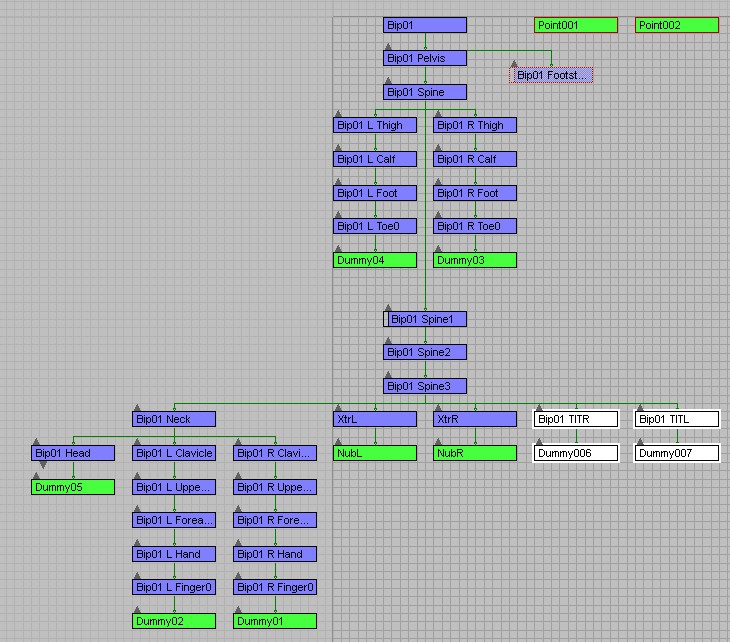 Bip01
Point001
Point002
Bip01 Pelvis
Bip01 Footst...
Bip01 Spine
Bip01 L Thigh
Bip01 R Thigh
Bip01 L Calf
Bip01 R Calf
Bip01 L Foot
Bip01 R Foot
Bip01 L Toe0
Bip01 R Toe0
Dummy04
Dummy03
Bip01 Spine1
Bip01 Spine2
Bip01 Spine3
Bip01 Neck
XtrL
XtrR
Bip01 TITR
Bip01 TITL
Bip01 Head
Bip01 L Clavicle
Bip01 R Clavi...
NubL
NubR
Dummy006
Dummy007
Dummy05
Bip01 L Uppe...
Bip01 R Uppe...
Bip01 L Forea...
Bip01 R Fore...
Bip01 L Hand
Bip01 R Hand
Bip01 L Finger0
Bip01 R Finger0
Dummy02
Dummy01